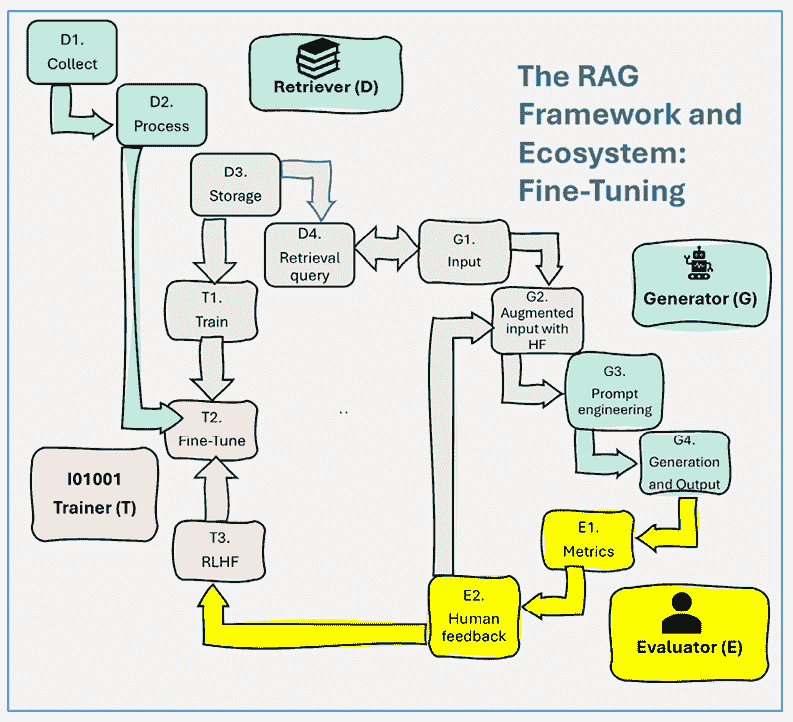 The RAG
Framework and
Ecosystem:
Fine-Tuning
D1.
Collect
Retriever (D)
D2.
Process
D3.
Storage
D4.
Retrieval
query
G1.
Input
Generator (G)
T1.
Train
G2.
Augmented
input with
HF
G3.
Prompt
engineering
T2.
Fine-Tune
G4.
Generation
and Output
I01001
Trainer (T)
E1.
Metrics
T3.
RLHF
E2.
Human
feedback
Evaluator (E)